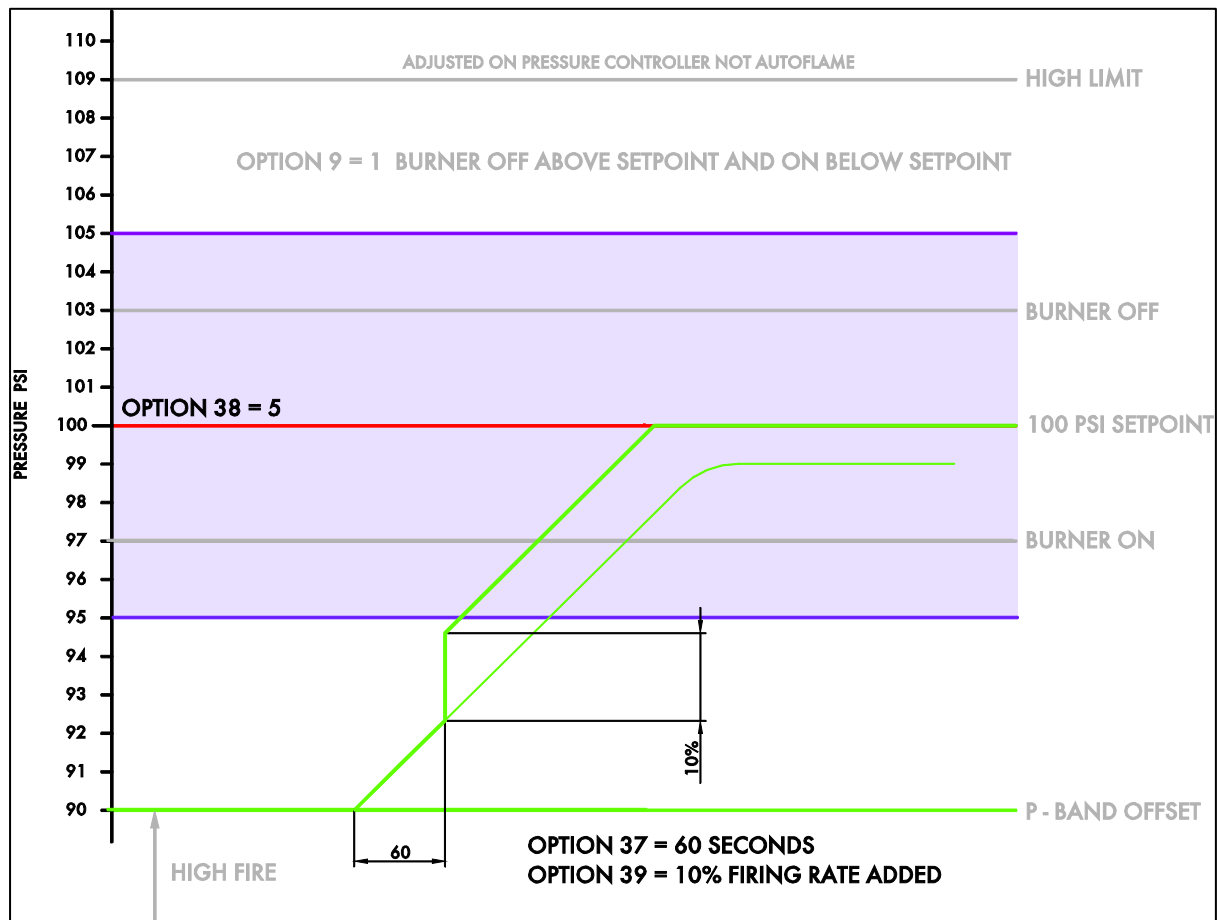 110
ADJUSTED ON PRESSURE CONTROLLER NOT AUTOFLAME
109
HIGH LIMIT
108
107
OPTION 9 = 1 BURNER OFF ABOVE SETPOINT AND ON BELOW SETPOINT
106
105
104
103
BURNER OFF
102
101
OPTION 38 = 5
100
100 PSI SETPOINT
PRESSURE PSI
99
98
97
BURNER ON
96
95
94
93
92
10%
91
90
P - BAND OFFSET
60
OPTION 37 = 60 SECONDS
HIGH FIRE
OPTION 39 = 10% FIRING RATE ADDED